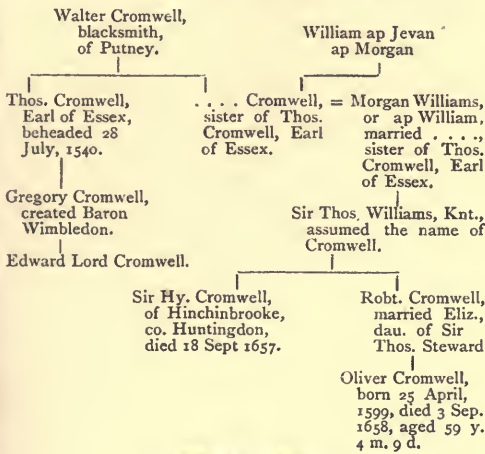 Walter Cromwell,
blacksmith,
of Putney.
William ap Jevan
ap Morgan
Thos. Cromwell,
Earl of Essex,
beheaded 28
July, 1540.
. . . . Cromwell,
sister of Thos.
Cromwell, Earl
of Essex.
= Morgan Williams,
or ap William,
married . . . .,
sister of Thos.
Cromwell, Earl
of Essex.
Gregory Cromwell,
created Baron
Wimbledon.
Sir Thos. Williams, Knt.,
assumed the name of
Cromwell.
Edward Lord Cromwell.
Sir Hy. Cromwell,
of Hinchinbrooke,
co. Huntingdon,
died 18 Sept 1657.
Robt. Cromwell,
married Eliz.,
dau. of Sir
Thos. Steward
Oliver Cromwell,
born 25 April,
1599, died 3 Sep.
1658, aged 59 y.
4 m. 9 d.